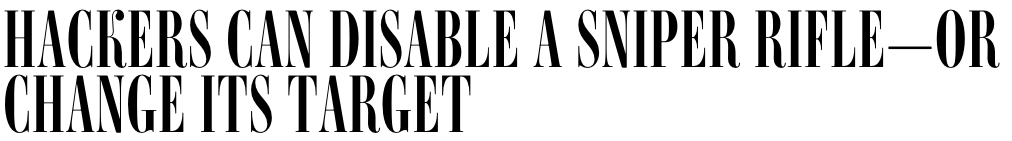 HACKERS CAN DISABLE A SNIPER RIFLE—OR
CHANGE ITS TARGET